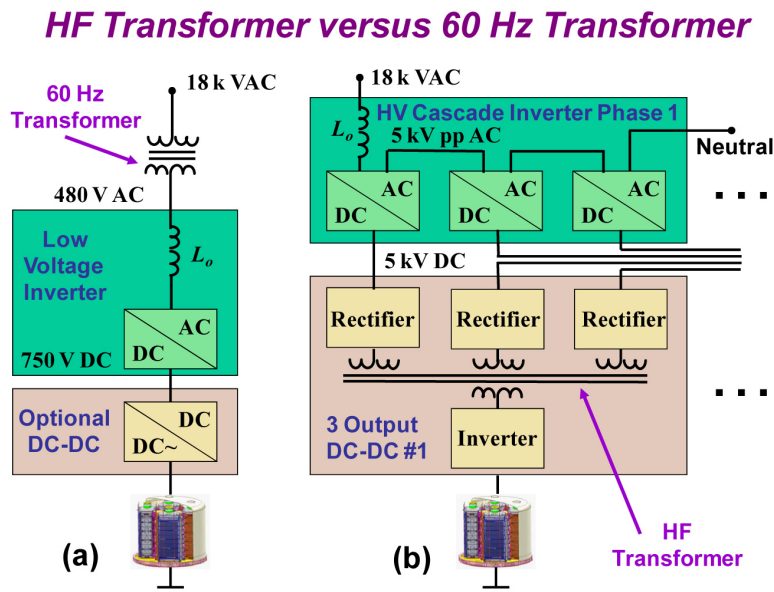 HF Transformer versus 60 Hz Transformer
18 k VAC
60 Hz
Transformer
480 V AC
Low
Voltage
Inverter
Lo
AC
DC
750 V DC
Optional
DC-DC
DC
DC~
(a)
18 k VAC
HV Cascade Inverter Phase 1
Lo
5 kV pp AC
Neutral
AC
DC
AC
DC
AC
DC
. . .
5 kV DC
Rectifier
Rectifier
Rectifier
. . .
3 Output
DC-DC #1
Inverter
(b)
HF
Transformer